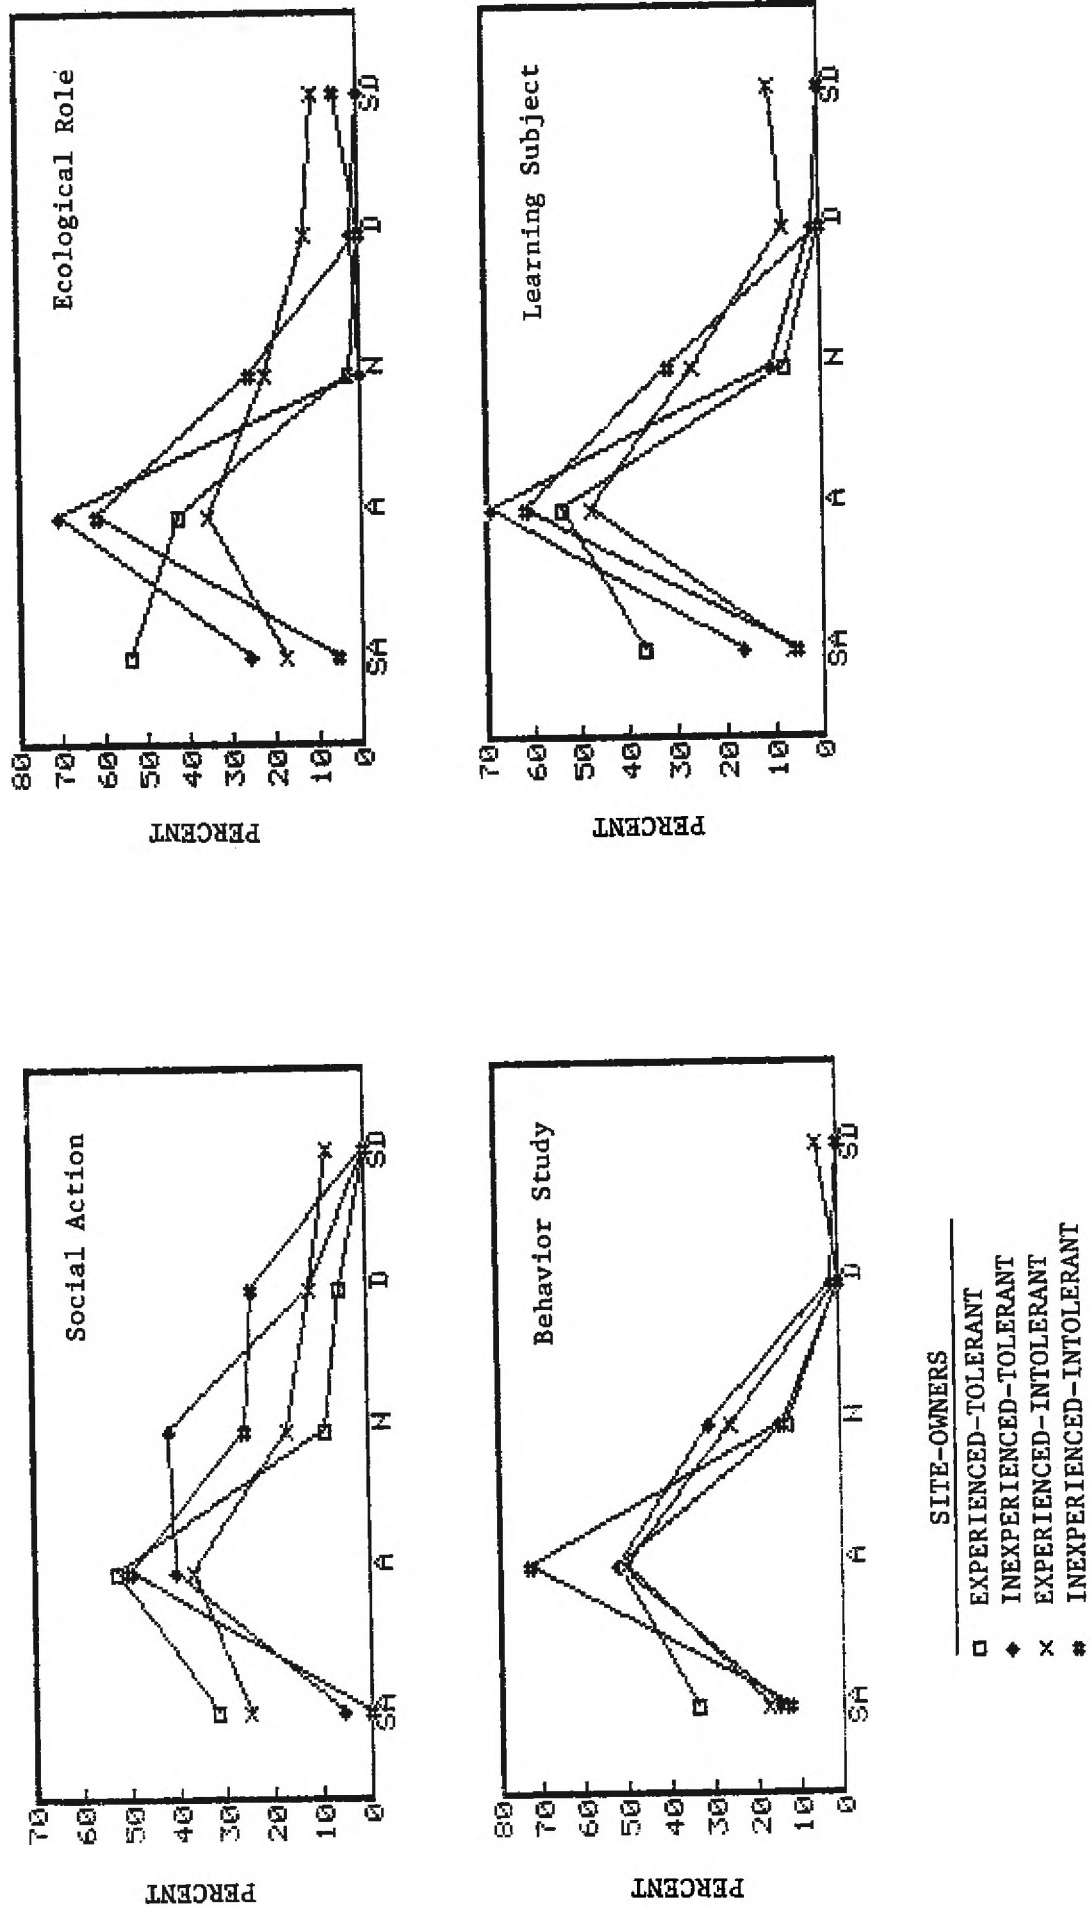 Social Action
PERCENT
70
60
50
40
30
20
10
0
SA A N D SD
Ecological Role
PERCENT
80
70
60
50
40
30
20
10
0
SA A N D SD
Behavior Study
PERCENT
80
70
60
50
40
30
20
10
0
SA A N D SD
Learning Subject
PERCENT
70
60
50
40
30
20
10
0
SA A N D SD
SITE-OWNERS
EXPERIENCED-TOLERANT
INEXPERIENCED-TOLERANT
EXPERIENCED-INTOLERANT
INEXPERIENCED-INTOLERANT